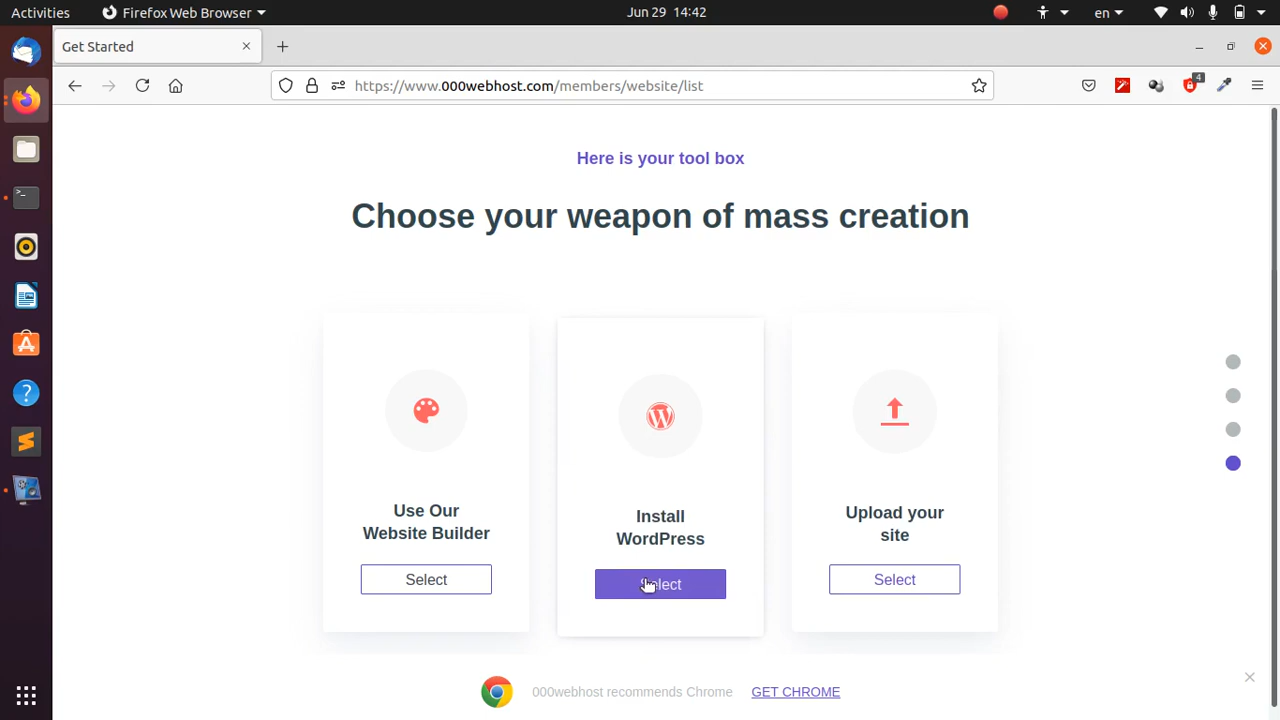 Activities
Firefox Web Browser
Jun 29 14:42
en
Get Started
https://www.000webhost.com/members/website/list
4
Here is your tool box
Choose your weapon of mass creation
Use Our
Website Builder
Select
Install
WordPress
Select
Upload your
site
Select
000webhost recommends Chrome
GET CHROME